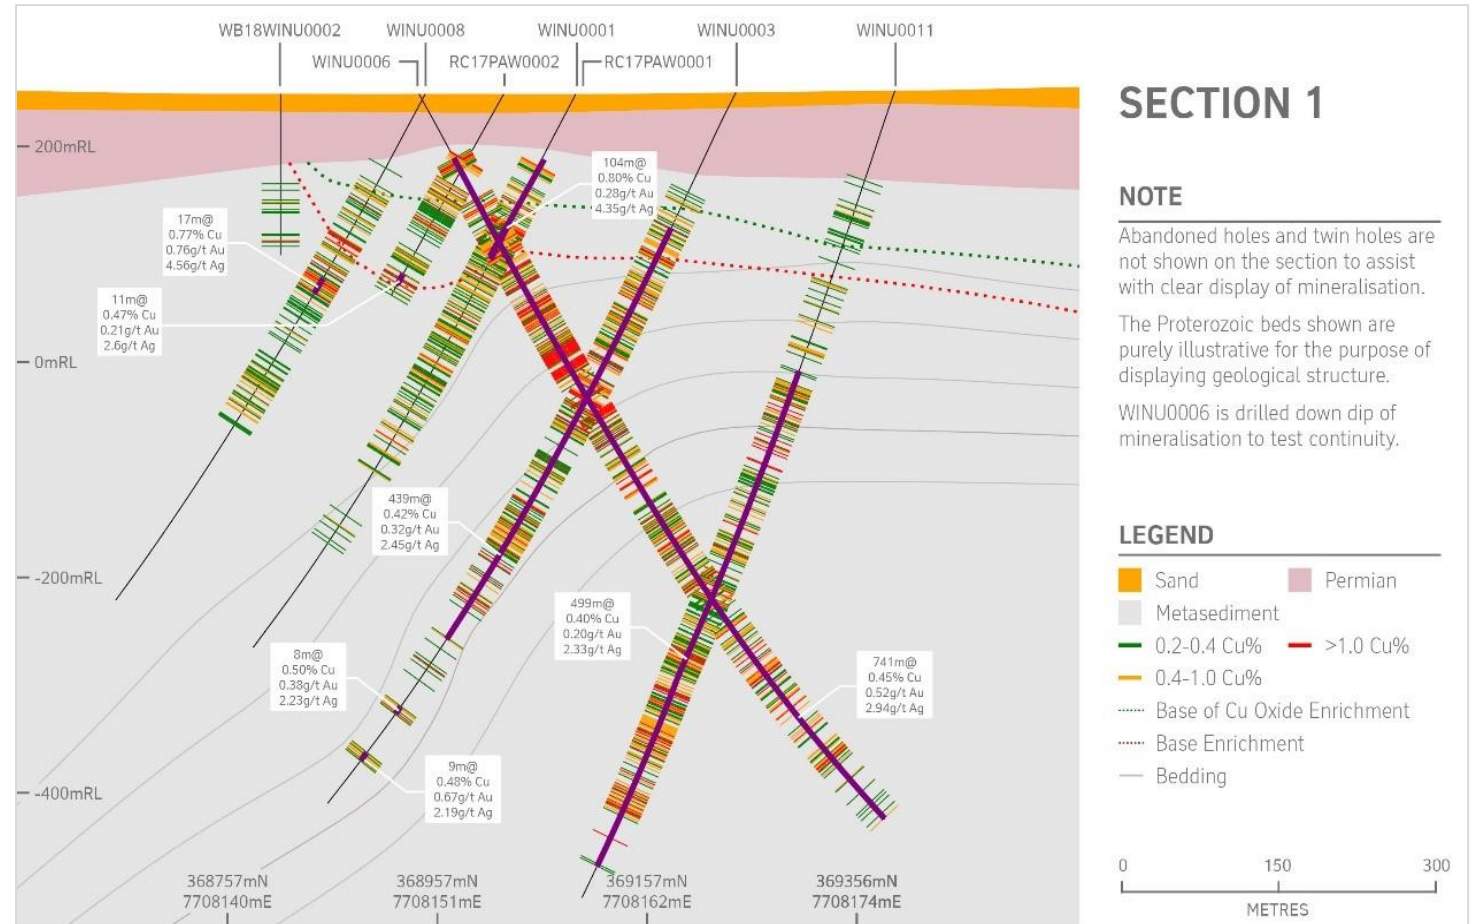 WB18WINU0002
WINU0008
WINU0001
WINU0003
WINU0011
WINU0006
RC17PAW0002
RC17PAW0001
200mRL
0mRL
-200mRL
-400mRL
104m@
0.80% Cu
0.28g/t Au
4.35g/t Ag
17m@
0.77% Cu
0.76g/t Au
4.56g/t Ag
11m@
0.47% Cu
0.21g/t Au
2.6g/t Ag
439m@
0.42% Cu
0.32g/t Au
2.45g/t Ag
499m@
0.40% Cu
0.20g/t Au
2.33g/t Ag
8m@
0.50% Cu
0.38g/t Au
2.23g/t Ag
741m@
0.45% Cu
0.52g/t Au
2.94g/t Ag
9m@
0.48% Cu
0.67g/t Au
2.19g/t Ag
368757mN
7708140mE
368957mN
7708151mE
369157mN
7708162mE
369356mN
7708174mE
SECTION 1
NOTE
Abandoned holes and twin holes are
not shown on the section to assist
with clear display of mineralisation.
The Proterozoic beds shown are
purely illustrative for the purpose of
displaying geological structure.
WINU0006 is drilled down dip of
mineralisation to test continuity.
LEGEND
Sand
Permian
Metasediment
0.2-0.4 Cu%
>1.0 Cu%
0.4-1.0 Cu%
Base of Cu Oxide Enrichment
Base Enrichment
Bedding
0 150 300
METRES